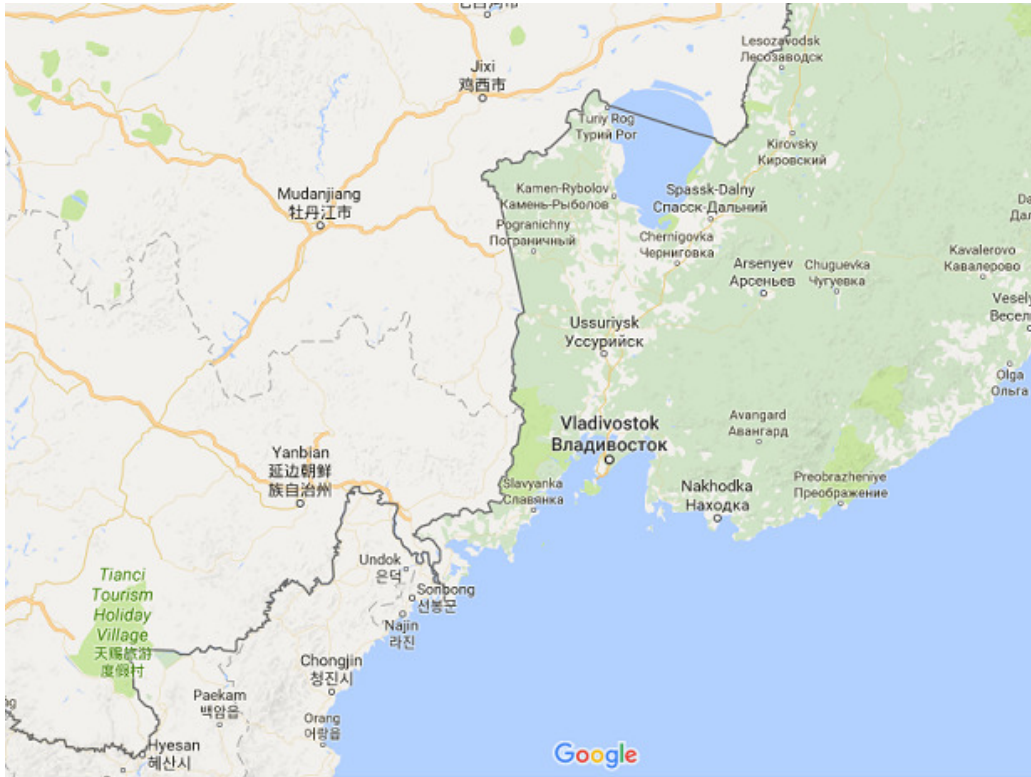 Jixi
鸡西市
Lesozavodsk
Лесозаводск
Turiy Rog
Турий Рог
Kirovsky
Кировский
Mudanjiang
牡丹江市
Kamen-Rybolov
Камень-Рыболов
Spassk-Dalny
Спасск-Дальний
Pogranichny
Пограничный
Chernigovka
Черниговка
Arsenyev
Арсеньев
Chuguevka
Чугуевка
Kavalerovo
Кавалерово
Ussuriysk
Уссурийск
Olga
Ольга
Vladivostok
Владивосток
Avangard
Авангард
Yanbian
延边朝鲜
族自治州
Slavyanka
Славянка
Nakhodka
Находка
Preobrazheniye
Преображение
Undok
은덕
Sonbong
선봉군
Najin
라진
Tianci
Tourism
Holiday
Village
天赐旅游
度假村
Chongjin
청진시
Paekam
백암읍
Orang
어랑읍
Hyesan
혜산시
Google